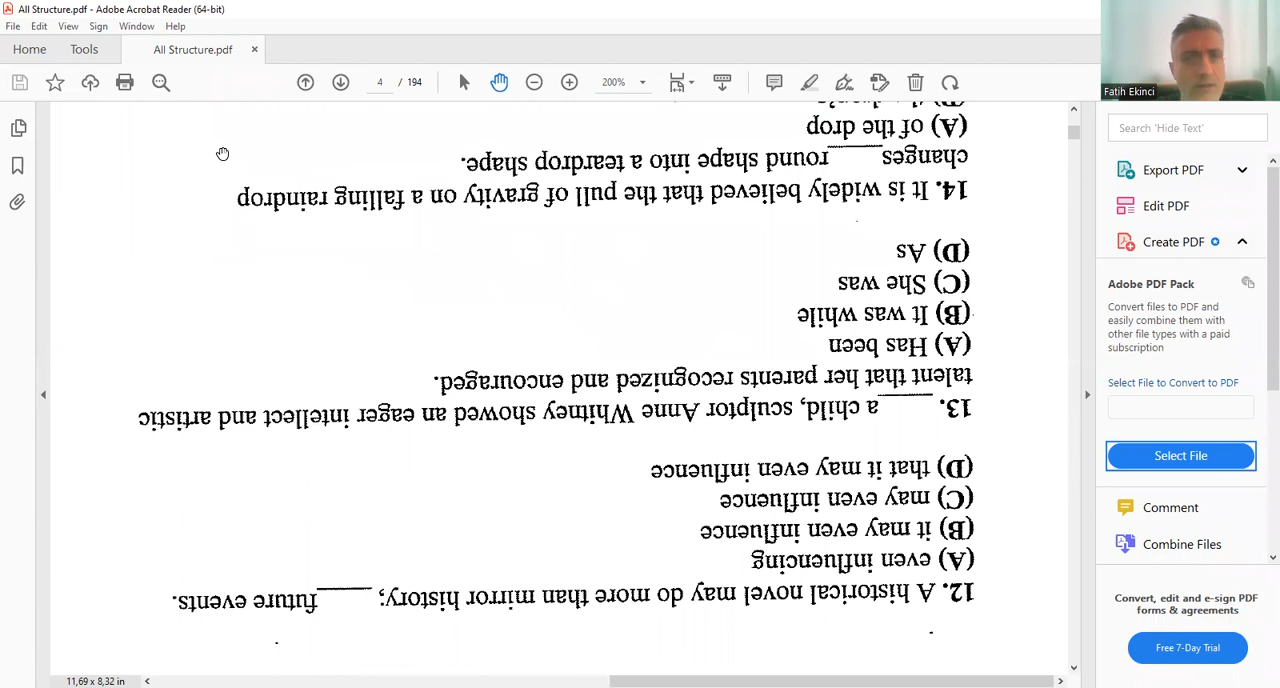 All Structure.pdf - Adobe Acrobat Reader (64-bit)
File Edit View Sign Window Help
Home Tools All Structure.pdf ×
4 / 194 200%
Fatih Ekinci
12. A historical novel may do more than mirror history; _____future events.
(A) even influencing
(B) it may even influence
(C) may even influence
(D) that it may even influence
13. _____a child, sculptor Anne Whitney showed an eager intellect and artistic
talent that her parents recognized and encouraged.
(A) Has been
(B) It was while
(C) She was
(D) As
14. It is widely believed that the pull of gravity on a falling raindrop
changes_____round shape into a teardrop shape.
(A) of the drop
Search 'Hide Text'
Export PDF
Edit PDF
Create PDF
Adobe PDF Pack
Convert files to PDF and
easily combine them with
other file types with a paid
subscription
Select File to Convert to PDF
Select File
Comment
Combine Files
Convert, edit and e-sign PDF
forms & agreements
Free 7-Day Trial
11,69 x 8,32 in